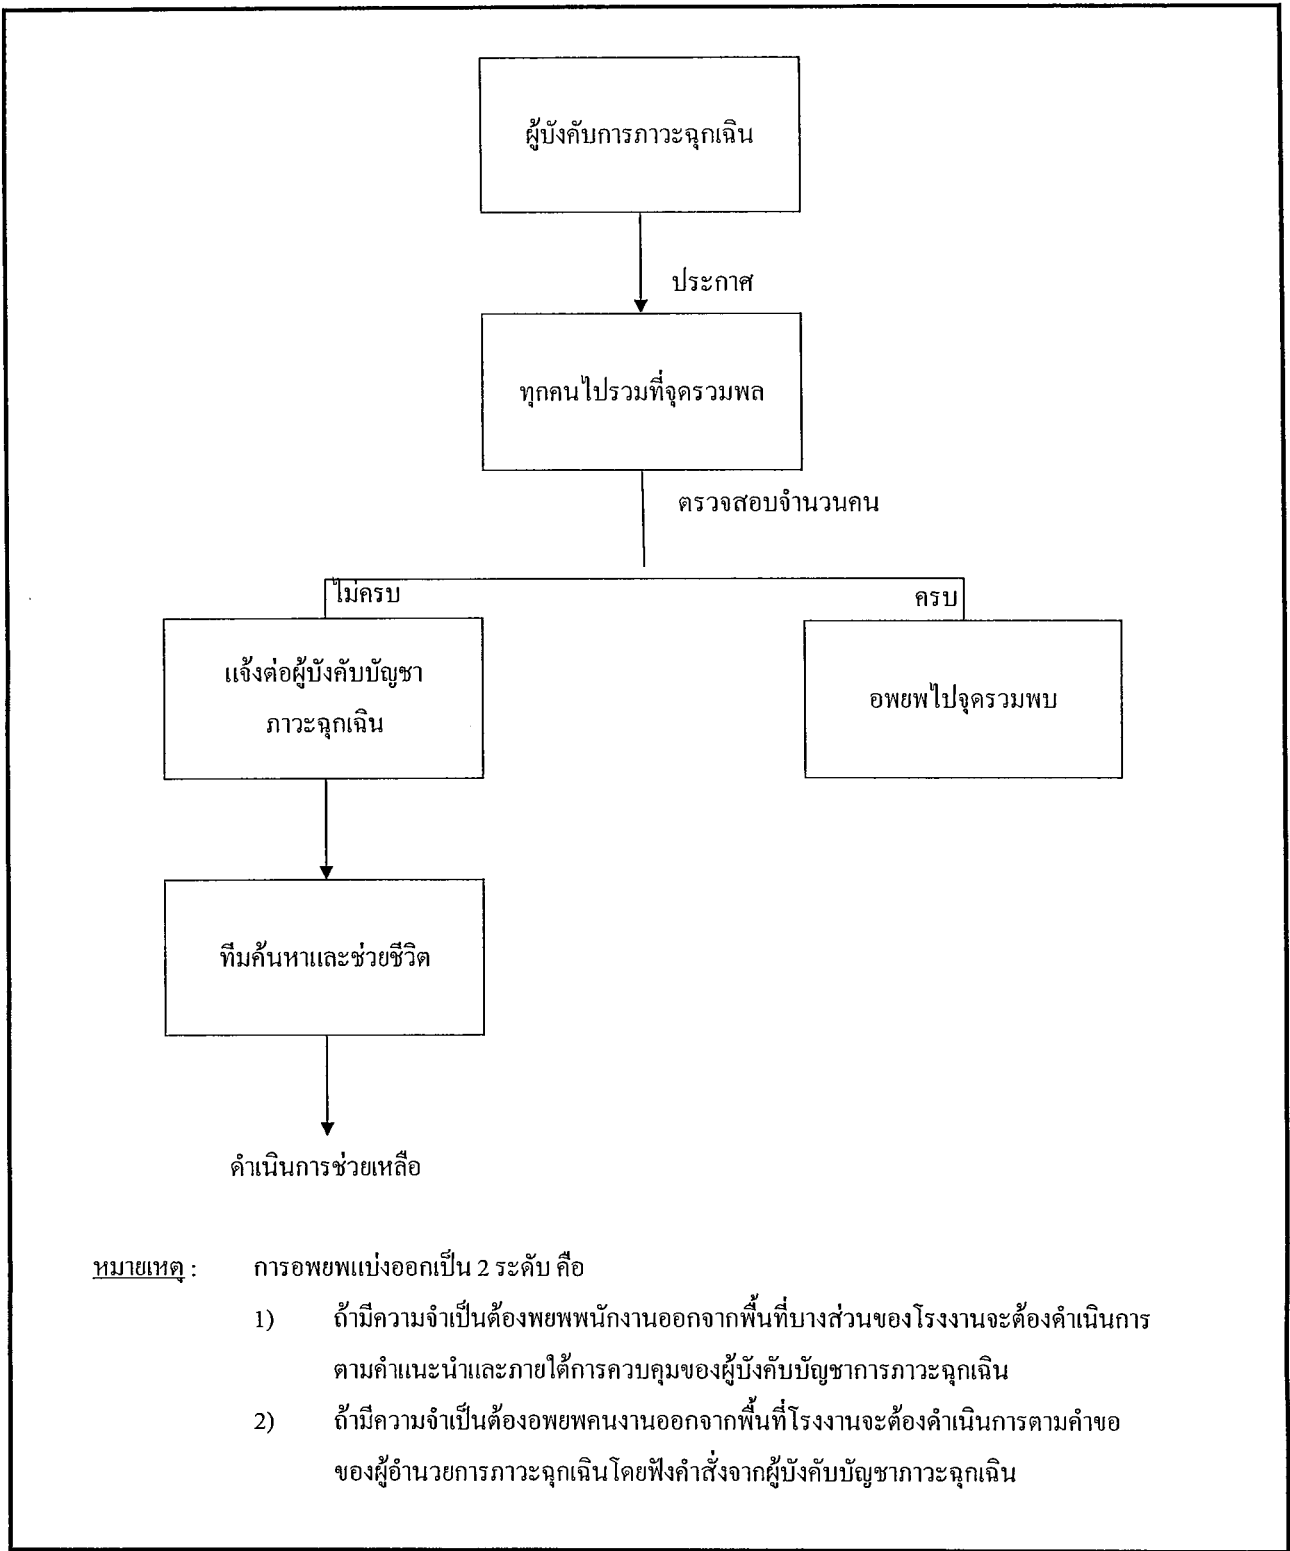 ผู้บังคับการภาวะฉุกเฉิน
ประกาศ
ทุกคนไปรวมที่จุดรวมพล
ตรวจสอบจำนวนคน
ไม่ครบ
ครบ
แจ้งต่อผู้บังคับบัญชา
ภาวะฉุกเฉิน
อพยพไปจุดรวมพบ
ทีมค้นหาและช่วยชีวิต
ดำเนินการช่วยเหลือ
หมายเหตุ : การอพยพแบ่งออกเป็น 2 ระดับ คือ
1) ถ้ามีความจำเป็นต้องพยพพนักงานออกจากพื้นที่บางส่วนของโรงงานจะต้องดำเนินการ
ตามคำแนะนำและภายใต้การควบคุมของผู้บังคับบัญชาการภาวะฉุกเฉิน
2) ถ้ามีความจำเป็นต้องอพยพคนงานออกจากพื้นที่โรงงานจะต้องดำเนินการตามคำขอ
ของผู้อำนวยการภาวะฉุกเฉินโดยฟังคำสั่งจากผู้บังคับบัญชาภาวะฉุกเฉิน